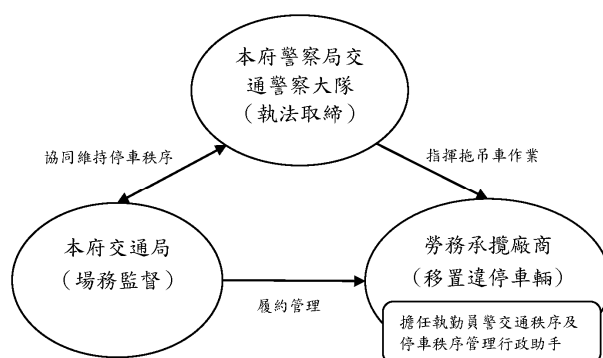 本府警察局交
通警察大隊
（執法取締）
協同維持停車秩序
指揮拖吊車作業
本府交通局
（場務監督）
履約管理
勞務承攬廠商
（移置違停車輛）
擔任執勤員警交通秩序及
停車秩序管理行政助手